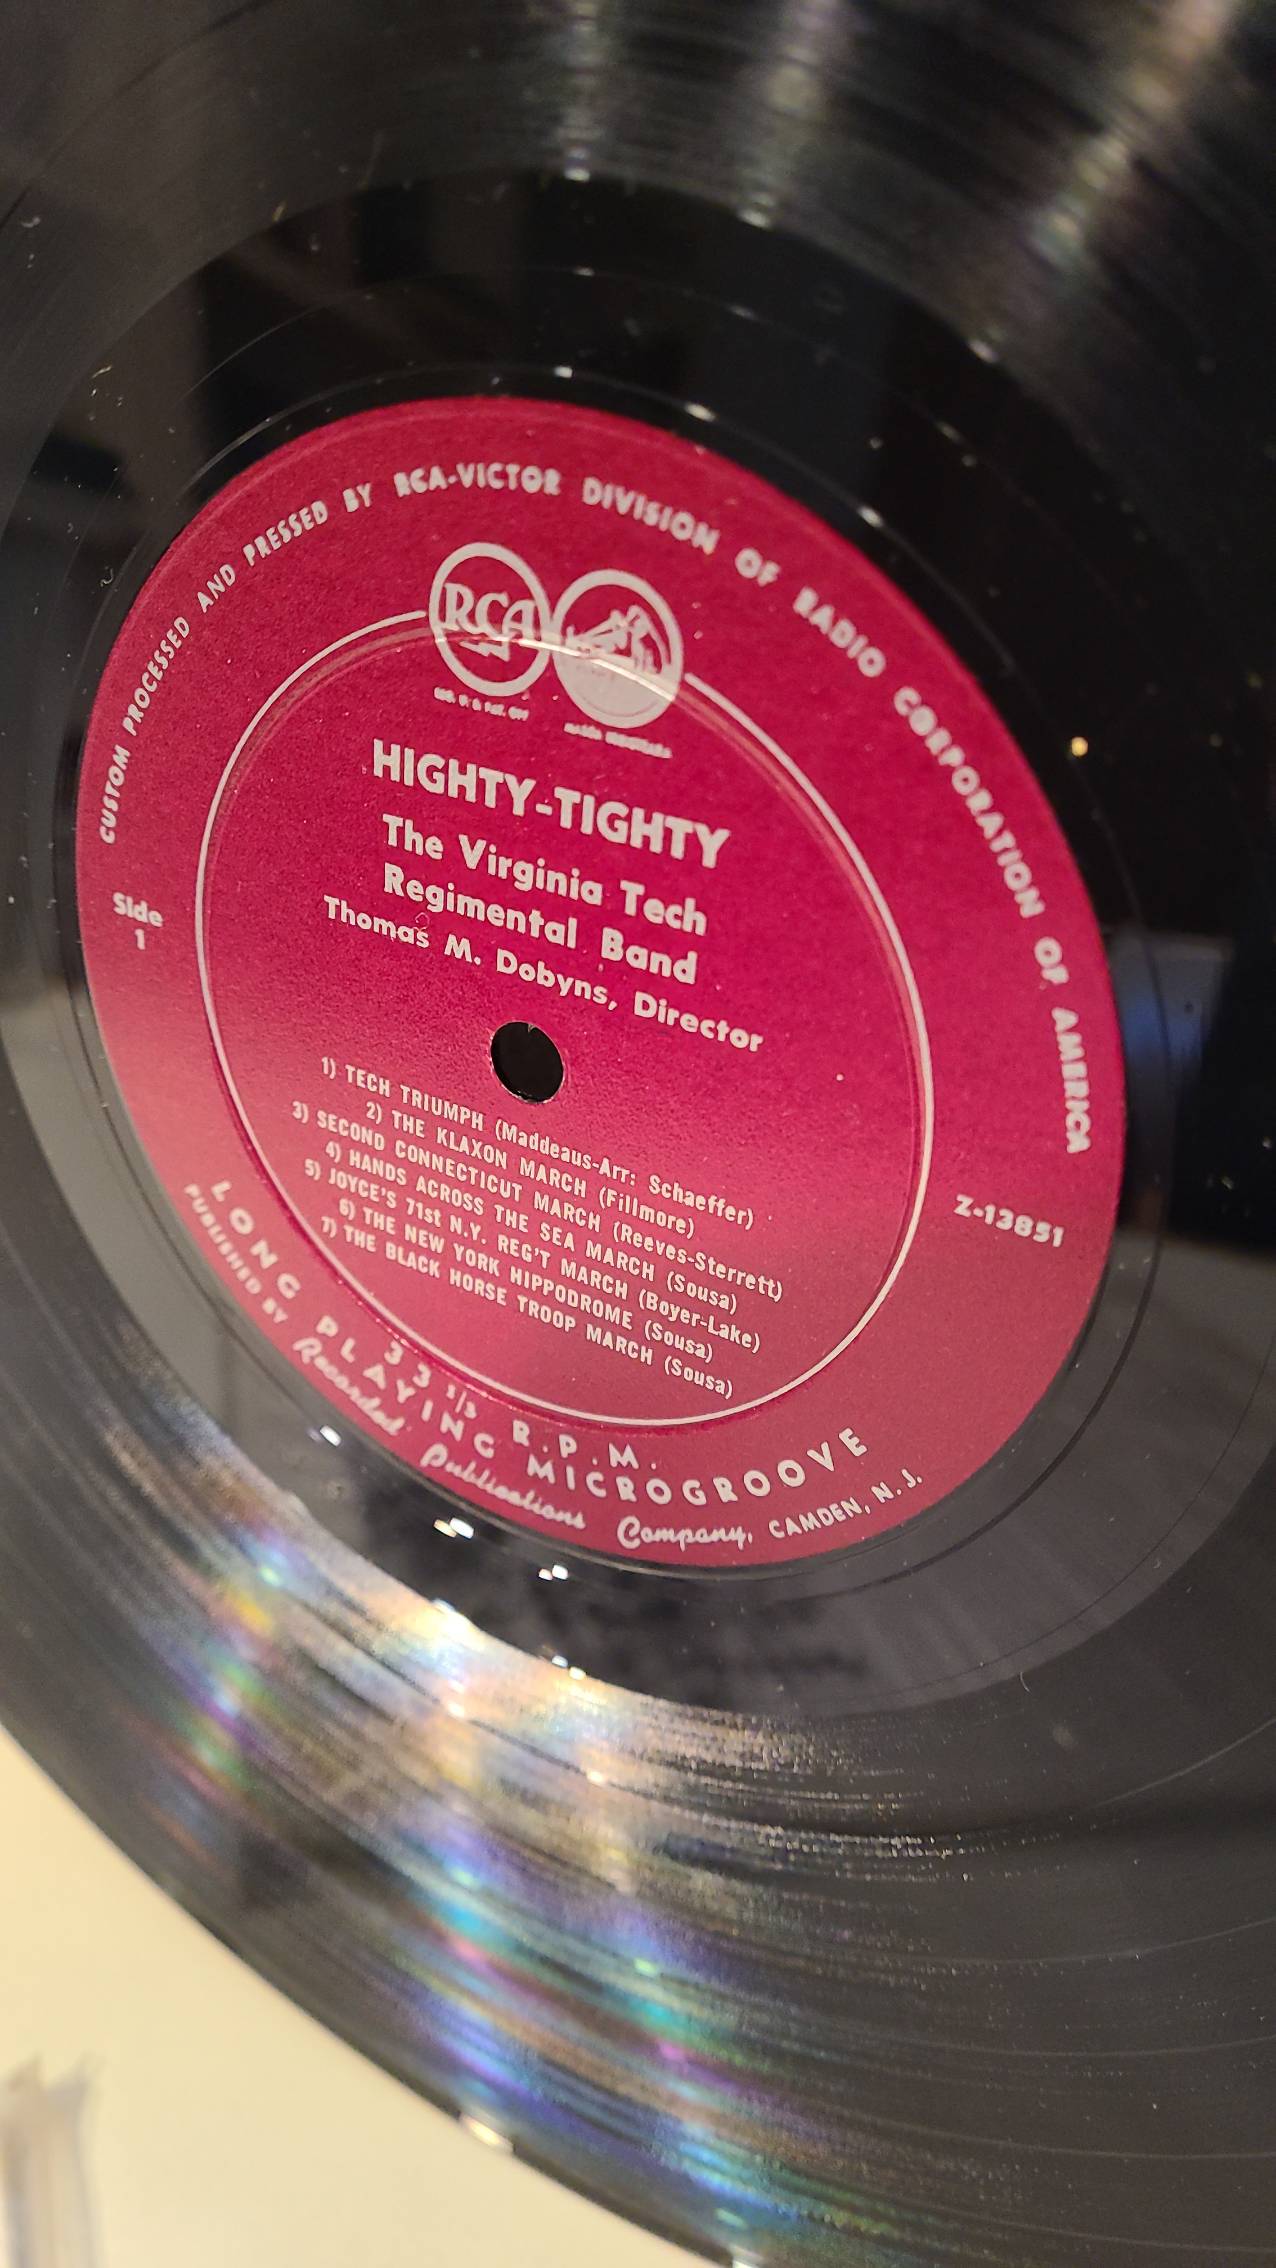 CUSTOM PROCESSED AND PRESSED BY RCA-VICTOR DIVISION OF RADIO CORPORATION OF AMERICA
RCA
HIGHTY-TIGHTY
The Virginia Tech
Regimental Band
Thomas M. Dobyns, Director
Side
1
1) TECH TRIUMPH (Maddeaus-Arr: Schaeffer)
2) THE KLAXON MARCH (Fillmore)
3) SECOND CONNECTICUT MARCH (Reeves-Sterrett)
4) HANDS ACROSS THE SEA MARCH (Sousa)
5) JOYCE'S 71st N.Y. REG'T MARCH (Boyer-Lake)
6) THE NEW YORK HIPPODROME (Sousa)
7) THE BLACK HORSE TROOP MARCH (Sousa)
Z-13851
33 1/3 R.P.M.
LONG PLAYING MICROGROOVE
PUBLISHED BY Recorded Publications Company, CAMDEN, N.J.